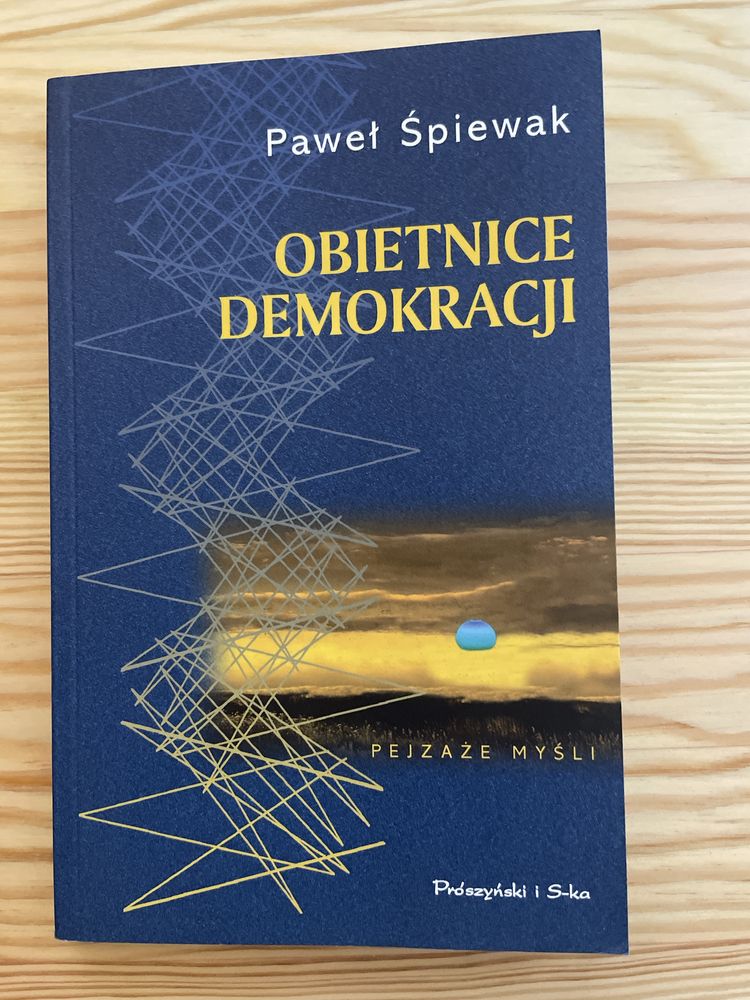 Paweł Śpiewak
OBIETNICE
DEMOKRACJI
PEJZAŻE MYŚLI
Prószyński i S-ka